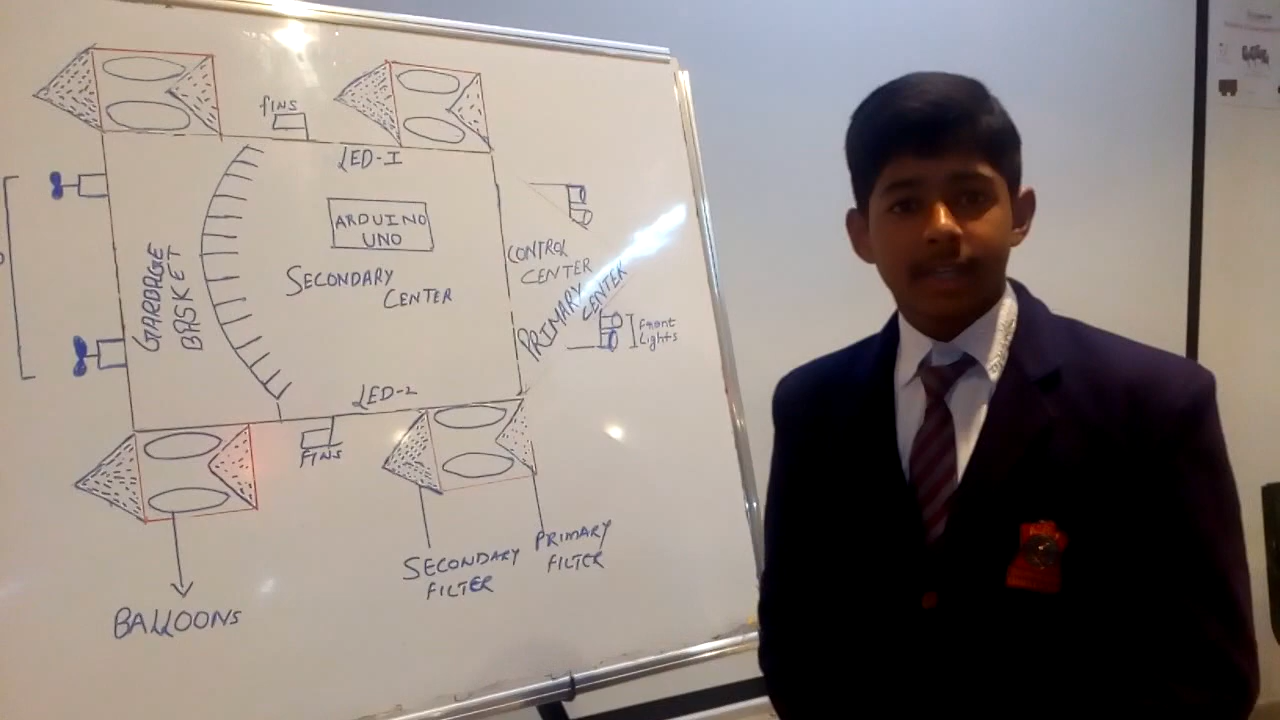 fINS
LED-I
ARDUINO
UNO
CONTROL
CENTER
GARBAGE
BASKET
SECONDARY
CENTER
PRIMARY
CENTER
Front
Lights
LED-2
fINS
SECONDARY
FILTER
PRIMARY
FILTER
BALLOONS